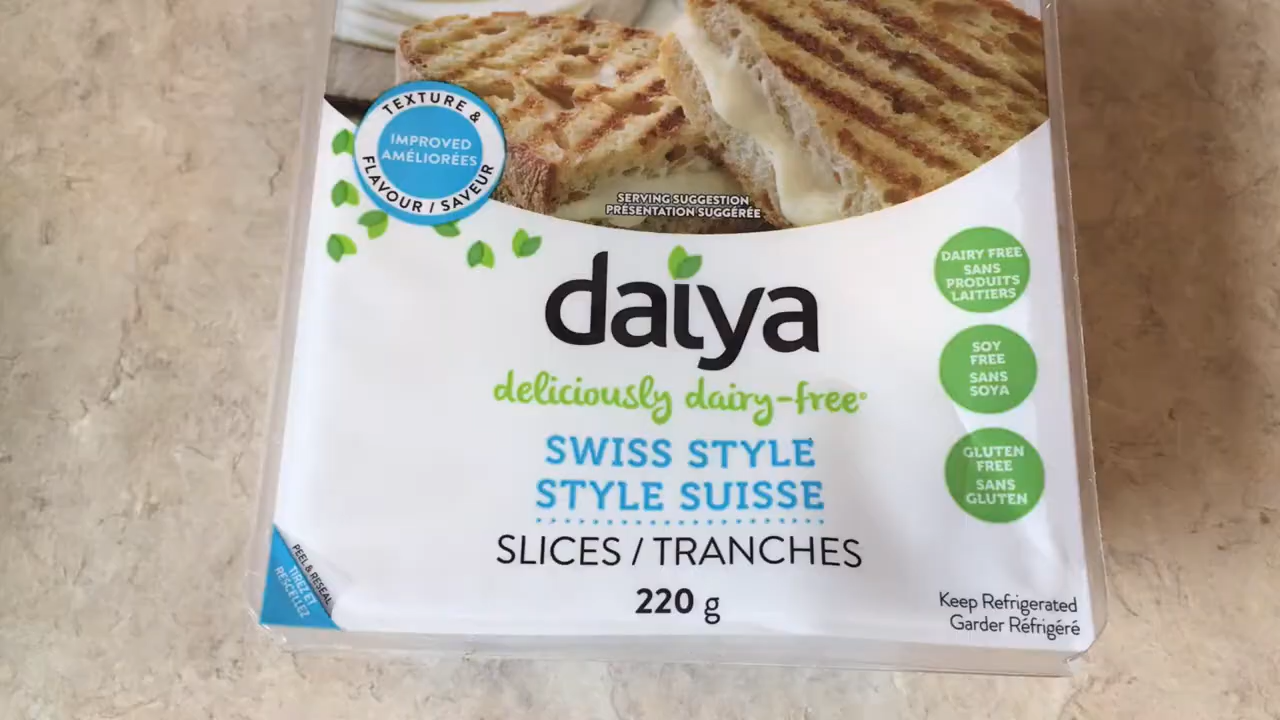 TEXTURE &
IMPROVED
AMÉLIORÉES
FLAVOUR / SAVEUR
SERVING SUGGESTION
PRÉSENTATION SUGGÉRÉE
daiya
deliciously dairy-free
SWISS STYLE
STYLE SUISSE
SLICES / TRANCHES
220 g
DAIRY FREE
SANS
PRODUITS
LAITIERS
SOY
FREE
SANS
SOYA
GLUTEN
FREE
SANS
GLUTEN
PEEL & RESEAL
TIREZ ET
RESCELLEZ
Keep Refrigerated
Garder Réfrigéré